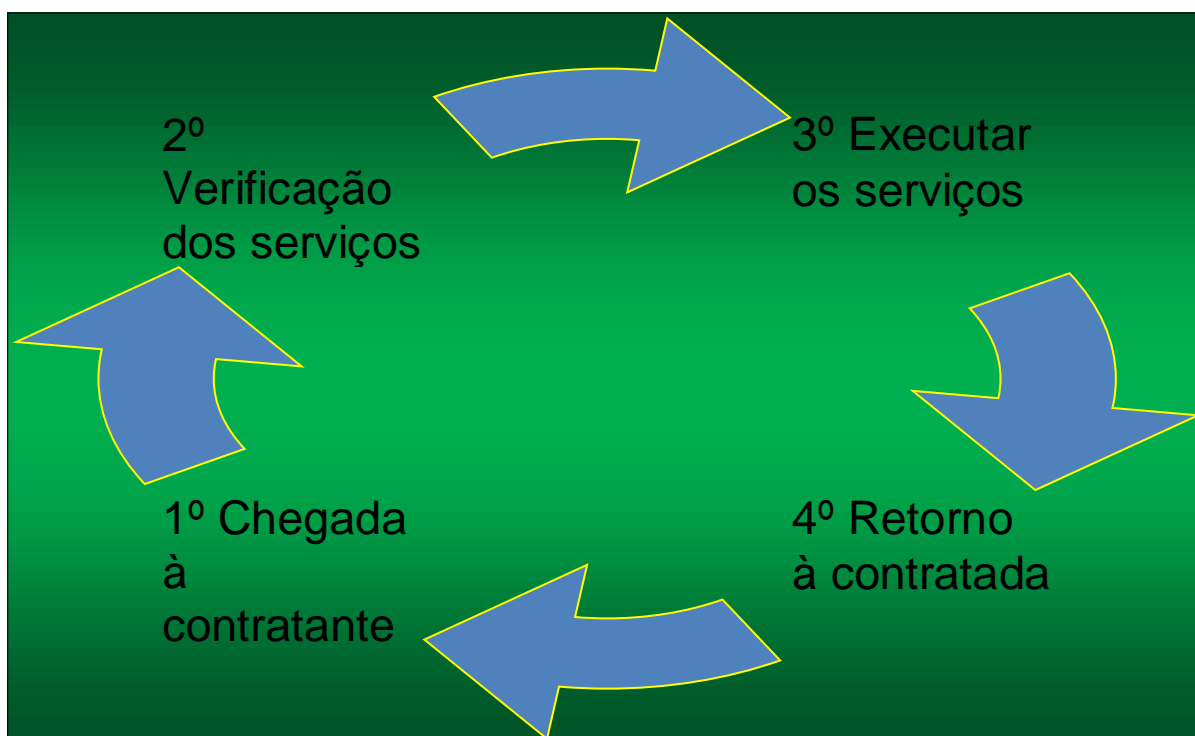 2º
Verificação
dos serviços
3º Executar
os serviços
1º Chegada
à
contratante
4º Retorno
à contratada